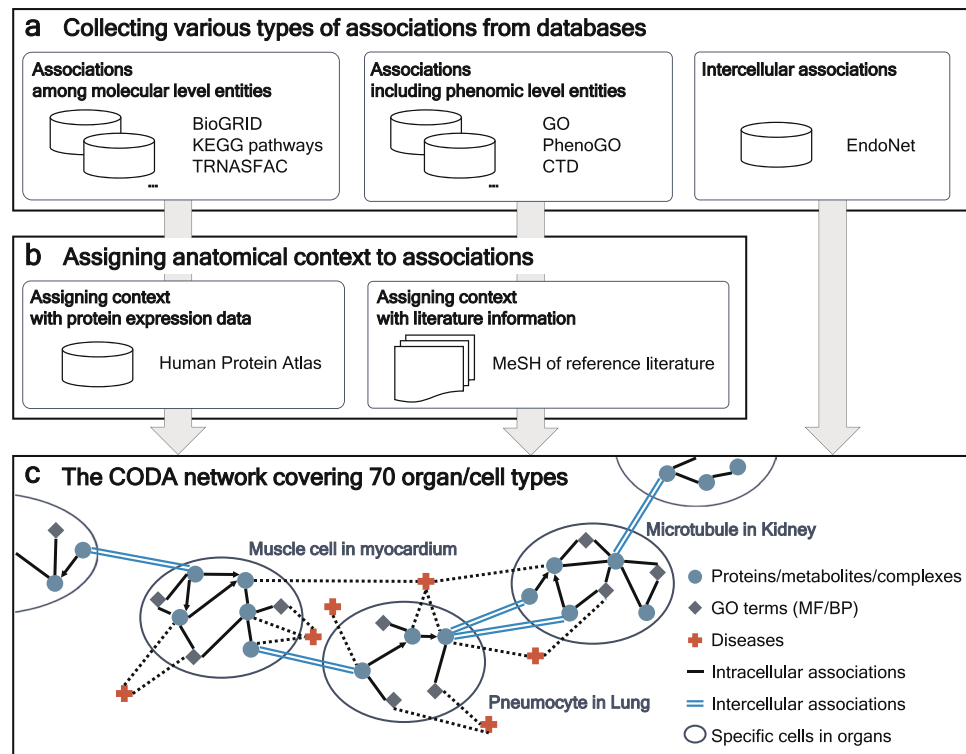 a Collecting various types of associations from databases
Associations
among molecular level entities
BioGRID
KEGG pathways
TRNASFAC
...
Associations
including phenomic level entities
GO
PhenoGO
CTD
...
Intercellular associations
EndoNet
b Assigning anatomical context to associations
Assigning context
with protein expression data
Human Protein Atlas
Assigning context
with literature information
MeSH of reference literature
c The CODA network covering 70 organ/cell types
Muscle cell in myocardium
Microtubule in Kidney
Pneumocyte in Lung
Proteins/metabolites/complexes
GO terms (MF/BP)
Diseases
Intracellular associations
Intercellular associations
Specific cells in organs